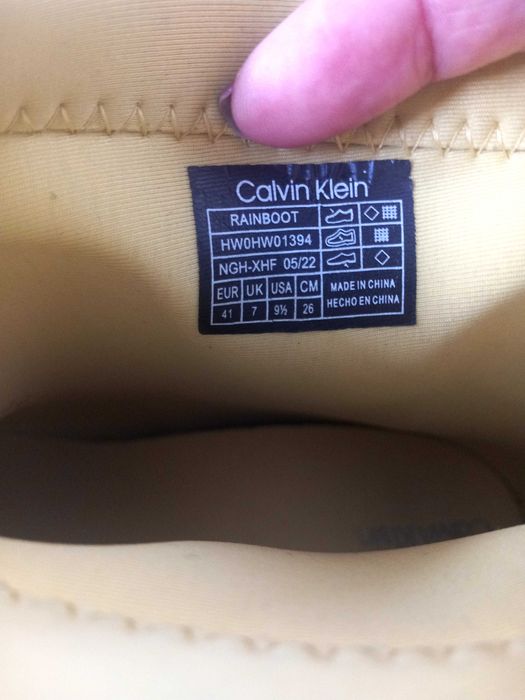 Calvin Klein
RAINBOOT
HW0HW01394
NGH-XHF 05/22
EUR UK USA CM
41 7 9½ 26
MADE IN CHINA
HECHO EN CHINA